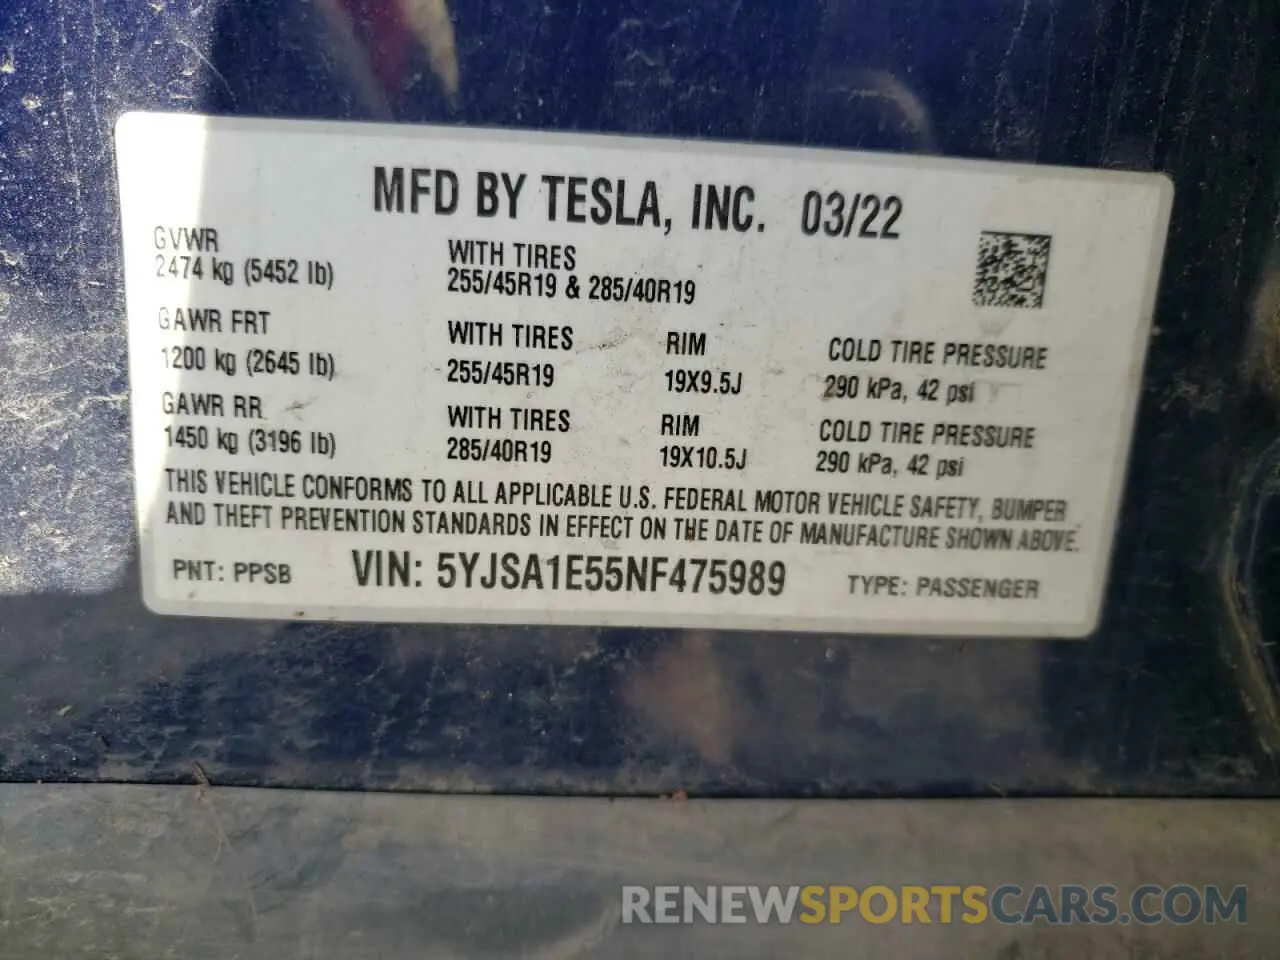 MFD BY TESLA, INC. 03/22
GVWR
2474 kg (5452 lb)
WITH TIRES
255/45R19 & 285/40R19
GAWR FRT
1200 kg (2645 lb)
WITH TIRES
255/45R19
RIM
19X9.5J
COLD TIRE PRESSURE
290 kPa, 42 psi
GAWR RR
1450 kg (3196 lb)
WITH TIRES
285/40R19
RIM
19X10.5J
COLD TIRE PRESSURE
290 kPa, 42 psi
THIS VEHICLE CONFORMS TO ALL APPLICABLE U.S. FEDERAL MOTOR VEHICLE SAFETY, BUMPER
AND THEFT PREVENTION STANDARDS IN EFFECT ON THE DATE OF MANUFACTURE SHOWN ABOVE.
PNT: PPSB VIN: 5YJSA1E55NF475989 TYPE: PASSENGER
RENEWSPORTSCARS.COM